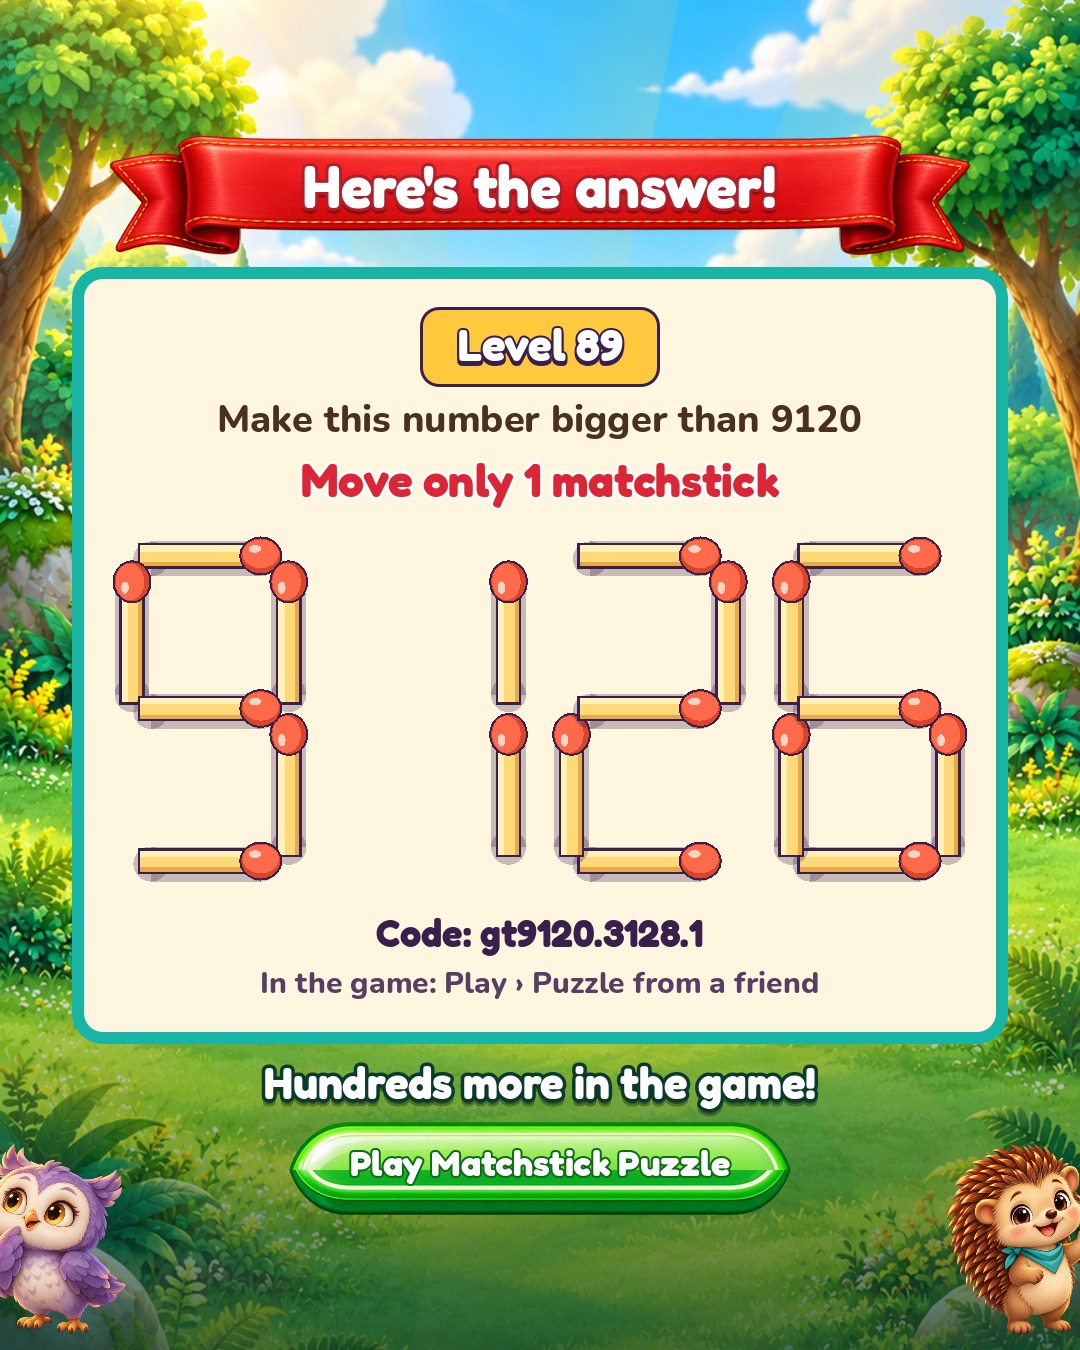 Here's the answer!
Level 89
Make this number bigger than 9120
Move only 1 matchstick
9126
Code: gt9120.3128.1
In the game: Play › Puzzle from a friend
Hundreds more in the game!
Play Matchstick Puzzle